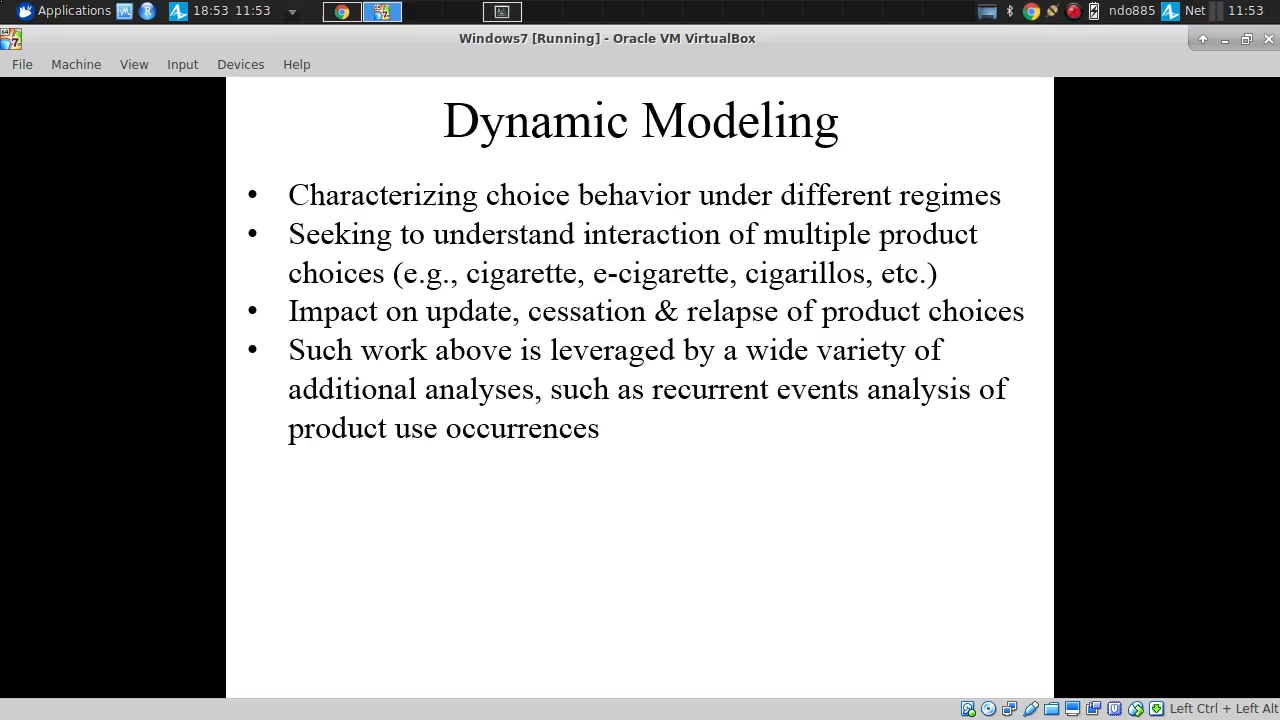 Applications 18:53 11:53 ndo885 Net 11:53
Windows7 [Running] - Oracle VM VirtualBox
File Machine View Input Devices Help
Dynamic Modeling
• Characterizing choice behavior under different regimes
• Seeking to understand interaction of multiple product
choices (e.g., cigarette, e-cigarette, cigarillos, etc.)
• Impact on update, cessation & relapse of product choices
• Such work above is leveraged by a wide variety of
additional analyses, such as recurrent events analysis of
product use occurrences
Left Ctrl + Left Alt